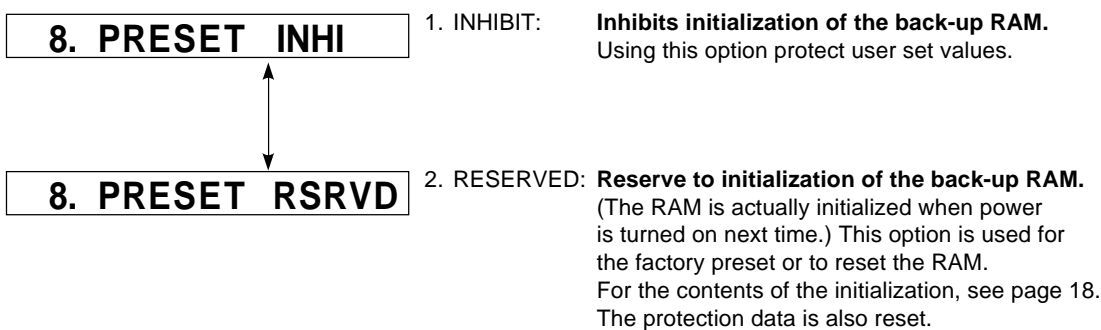 8. PRESET INHI
1. INHIBIT: Inhibits initialization of the back-up RAM.
Using this option protect user set values.
8. PRESET RSRVD
2. RESERVED: Reserve to initialization of the back-up RAM.
(The RAM is actually initialized when power
is turned on next time.) This option is used for
the factory preset or to reset the RAM.
For the contents of the initialization, see page 18.
The protection data is also reset.